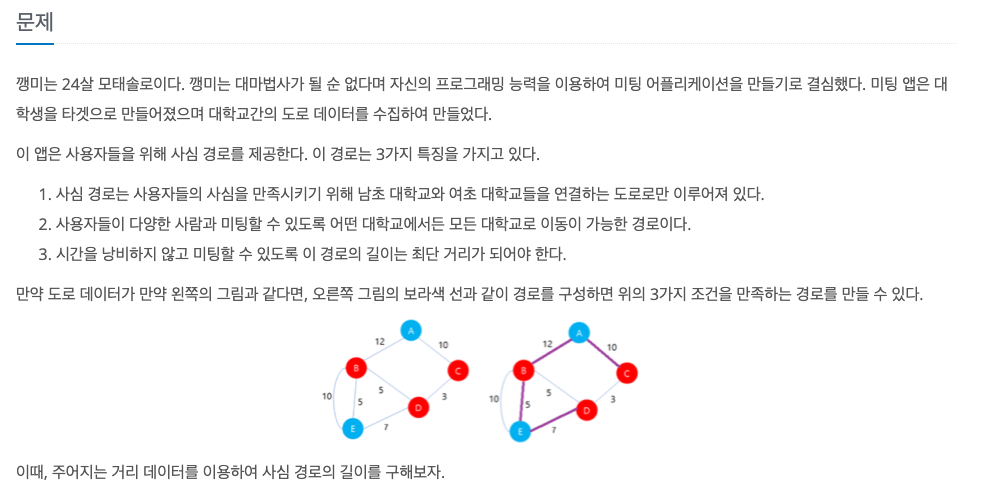 문제
깽미는 24살 모태솔로이다. 깽미는 대마법사가 될 순 없다며 자신의 프로그래밍 능력을 이용하여 미팅 어플리케이션을 만들기로 결심했다. 미팅 앱은 대
학생을 타겟으로 만들어졌으며 대학교간의 도로 데이터를 수집하여 만들었다.
이 앱은 사용자들을 위해 사심 경로를 제공한다. 이 경로는 3가지 특징을 가지고 있다.
1. 사심 경로는 사용자들의 사심을 만족시키기 위해 남초 대학교와 여초 대학교들을 연결하는 도로로만 이루어져 있다.
2. 사용자들이 다양한 사람과 미팅할 수 있도록 어떤 대학교에서든 모든 대학교로 이동이 가능한 경로이다.
3. 시간을 낭비하지 않고 미팅할 수 있도록 이 경로의 길이는 최단 거리가 되어야 한다.
만약 도로 데이터가 만약 왼쪽의 그림과 같다면, 오른쪽 그림의 보라색 선과 같이 경로를 구성하면 위의 3가지 조건을 만족하는 경로를 만들 수 있다.
A
12
10
B
C
5
3
10
5
D
E
7
A
12
10
B
C
5
3
10
5
D
E
7
이때, 주어지는 거리 데이터를 이용하여 사심 경로의 길이를 구해보자.